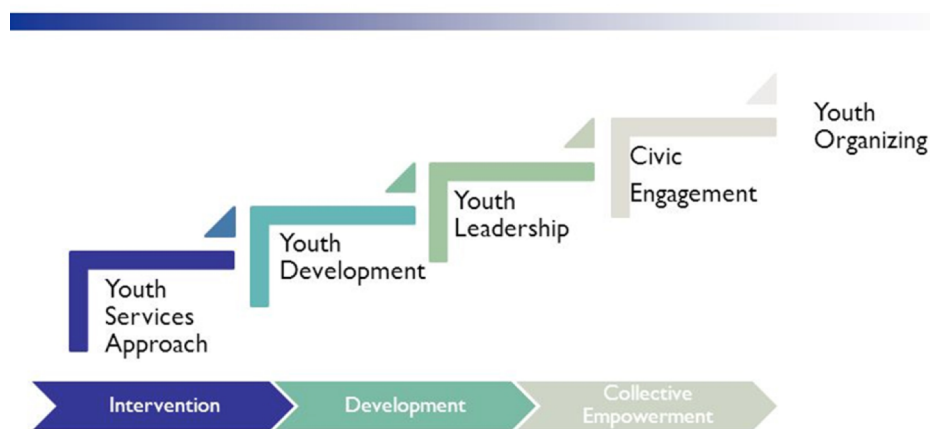 Youth
Services
Approach
Youth
Development
Youth
Leadership
Civic
Engagement
Youth
Organizing
Intervention
Development
Collective
Empowerment